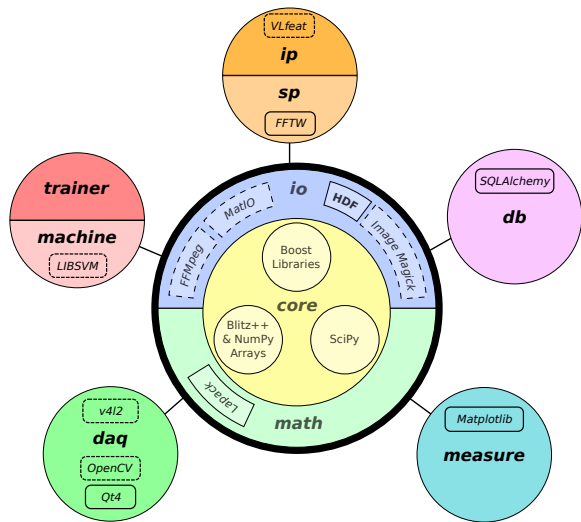 VLfeat
ip
sp
FFTW
trainer
machine
LIBSVM
SQLAlchemy
db
io
MatIO
HDF
FFMpeg
Image Magick
Boost
Libraries
core
Blitz++
& NumPy
Arrays
SciPy
Lapack
math
v4l2
daq
OpenCV
Qt4
Matplotlib
measure